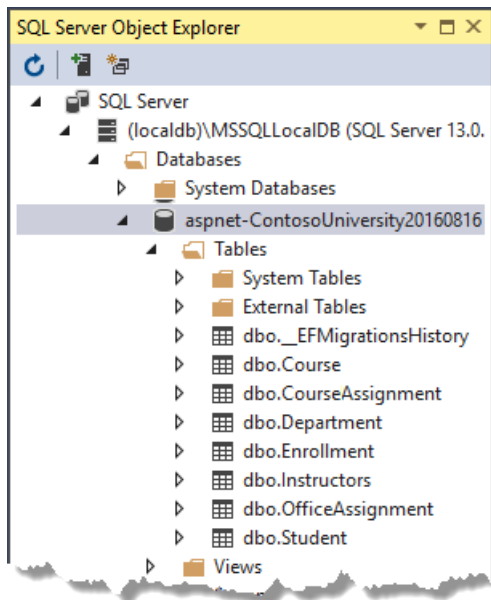 SQL Server Object Explorer
SQL Server
(localdb)\MSSQLLocalDB (SQL Server 13.0.
Databases
System Databases
aspnet-ContosoUniversity20160816
Tables
System Tables
External Tables
dbo.__EFMigrationsHistory
dbo.Course
dbo.CourseAssignment
dbo.Department
dbo.Enrollment
dbo.Instructors
dbo.OfficeAssignment
dbo.Student
Views